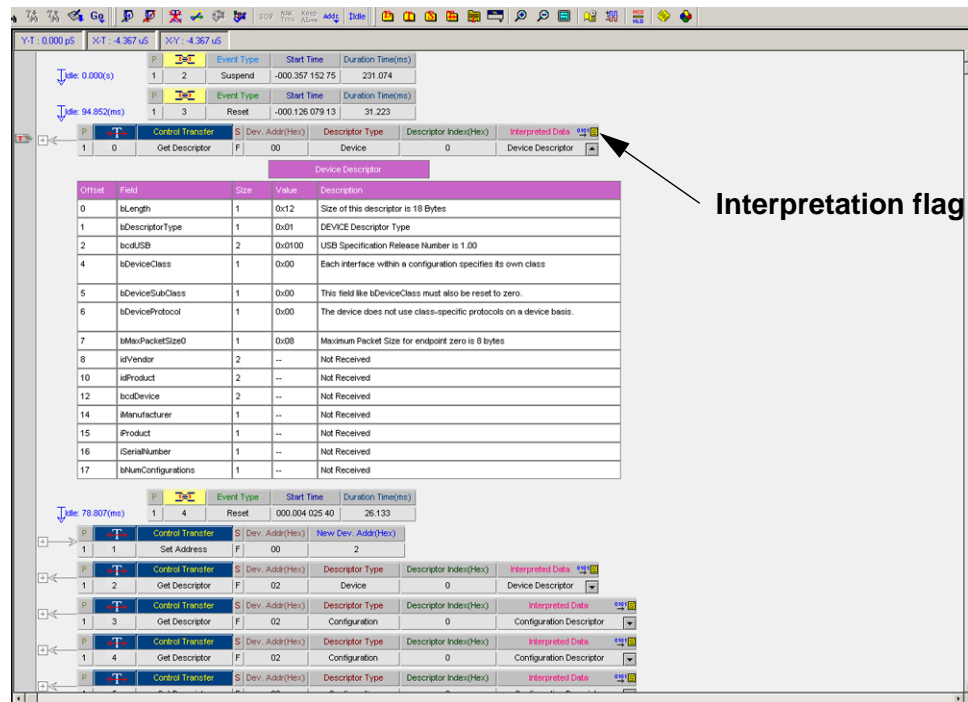 Y-T : 0.000 pS X-T : -4.367 uS X-Y : -4.367 uS
P Event Type Start Time Duration Time(ms)
Idle: 0.000(s) 1 2 Suspend -000.357 152 75 231.074
P Event Type Start Time Duration Time(ms)
Idle: 94.852(ms) 1 3 Reset -000.126 079 13 31.223
P T Control Transfer S Dev. Addr(Hex) Descriptor Type Descriptor Index(Hex) Interpreted Data
1 0 Get Descriptor F 00 Device 0 Device Descriptor
Interpretation flag
Device Descriptor
Offset Field Size Value Description
0 bLength 1 0x12 Size of this descriptor is 18 Bytes
1 bDescriptorType 1 0x01 DEVICE Descriptor Type
2 bcdUSB 2 0x0100 USB Specification Release Number is 1.00
4 bDeviceClass 1 0x00 Each interface within a configuration specifies its own class
5 bDeviceSubClass 1 0x00 This field like bDeviceClass must also be reset to zero.
6 bDeviceProtocol 1 0x00 The device does not use class-specific protocols on a device basis.
7 bMaxPacketSize0 1 0x08 Maximum Packet Size for endpoint zero is 8 bytes
8 idVendor 2 -- Not Received
10 idProduct 2 -- Not Received
12 bcdDevice 2 -- Not Received
14 iManufacturer 1 -- Not Received
15 iProduct 1 -- Not Received
16 iSerialNumber 1 -- Not Received
17 bNumConfigurations 1 -- Not Received
P Event Type Start Time Duration Time(ms)
Idle: 78.807(ms) 1 4 Reset 000.004 025 40 26.133
P T Control Transfer S Dev. Addr(Hex) New Dev. Addr(Hex)
1 1 Set Address F 00 2
P T Control Transfer S Dev. Addr(Hex) Descriptor Type Descriptor Index(Hex) Interpreted Data
1 2 Get Descriptor F 02 Device 0 Device Descriptor
P T Control Transfer S Dev. Addr(Hex) Descriptor Type Descriptor Index(Hex) Interpreted Data
1 3 Get Descriptor F 02 Configuration 0 Configuration Descriptor
P T Control Transfer S Dev. Addr(Hex) Descriptor Type Descriptor Index(Hex) Interpreted Data
1 4 Get Descriptor F 02 Configuration 0 Configuration Descriptor
P T Control Transfer S Dev. Addr(Hex) Descriptor Type Descriptor Index(Hex) Interpreted Data